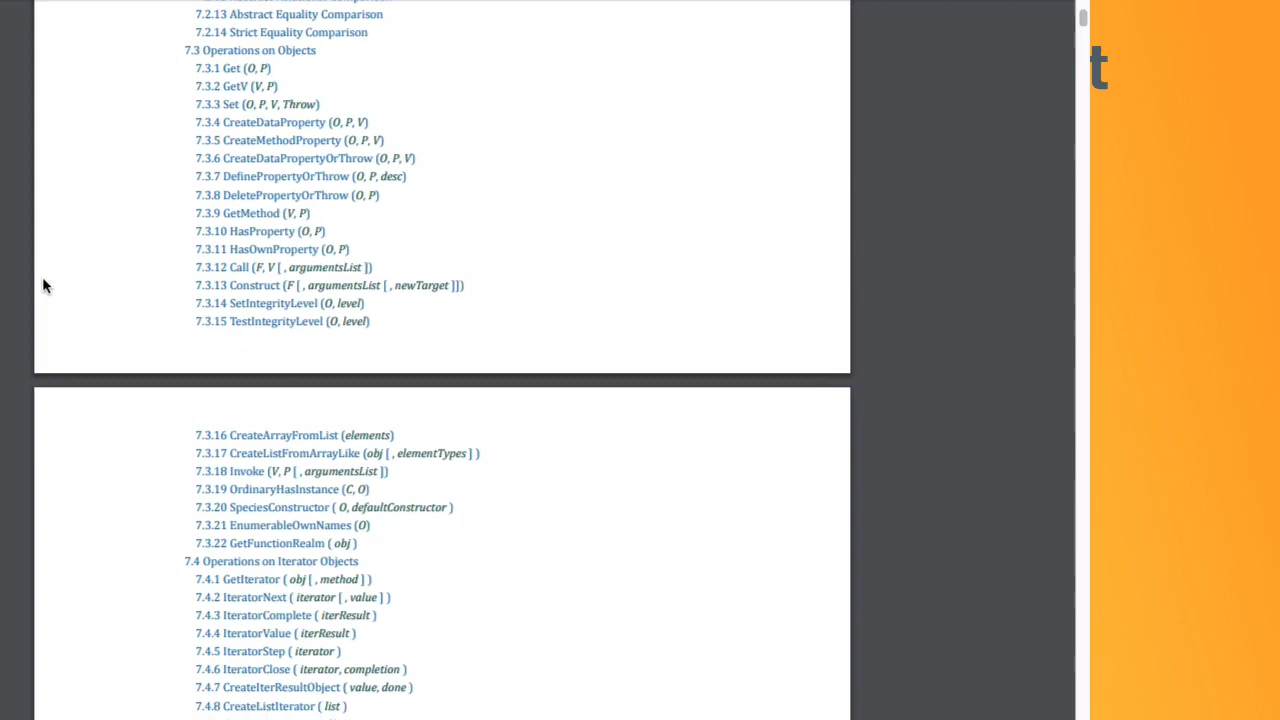 7.2.13 Abstract Equality Comparison
7.2.14 Strict Equality Comparison
7.3 Operations on Objects
7.3.1 Get (O, P)
7.3.2 GetV (V, P)
7.3.3 Set (O, P, V, Throw)
7.3.4 CreateDataProperty (O, P, V)
7.3.5 CreateMethodProperty (O, P, V)
7.3.6 CreateDataPropertyOrThrow (O, P, V)
7.3.7 DefinePropertyOrThrow (O, P, desc)
7.3.8 DeletePropertyOrThrow (O, P)
7.3.9 GetMethod (V, P)
7.3.10 HasProperty (O, P)
7.3.11 HasOwnProperty (O, P)
7.3.12 Call (F, V [ , argumentsList ])
7.3.13 Construct (F [ , argumentsList [ , newTarget ]])
7.3.14 SetIntegrityLevel (O, level)
7.3.15 TestIntegrityLevel (O, level)
7.3.16 CreateArrayFromList (elements)
7.3.17 CreateListFromArrayLike (obj [ , elementTypes ] )
7.3.18 Invoke (V, P [ , argumentsList ])
7.3.19 OrdinaryHasInstance (C, O)
7.3.20 SpeciesConstructor ( O, defaultConstructor )
7.3.21 EnumerableOwnNames (O)
7.3.22 GetFunctionRealm ( obj )
7.4 Operations on Iterator Objects
7.4.1 GetIterator ( obj [ , method ] )
7.4.2 IteratorNext ( iterator [ , value ] )
7.4.3 IteratorComplete ( iterResult )
7.4.4 IteratorValue ( iterResult )
7.4.5 IteratorStep ( iterator )
7.4.6 IteratorClose ( iterator, completion )
7.4.7 CreateIterResultObject ( value, done )
7.4.8 CreateListIterator ( list )
t